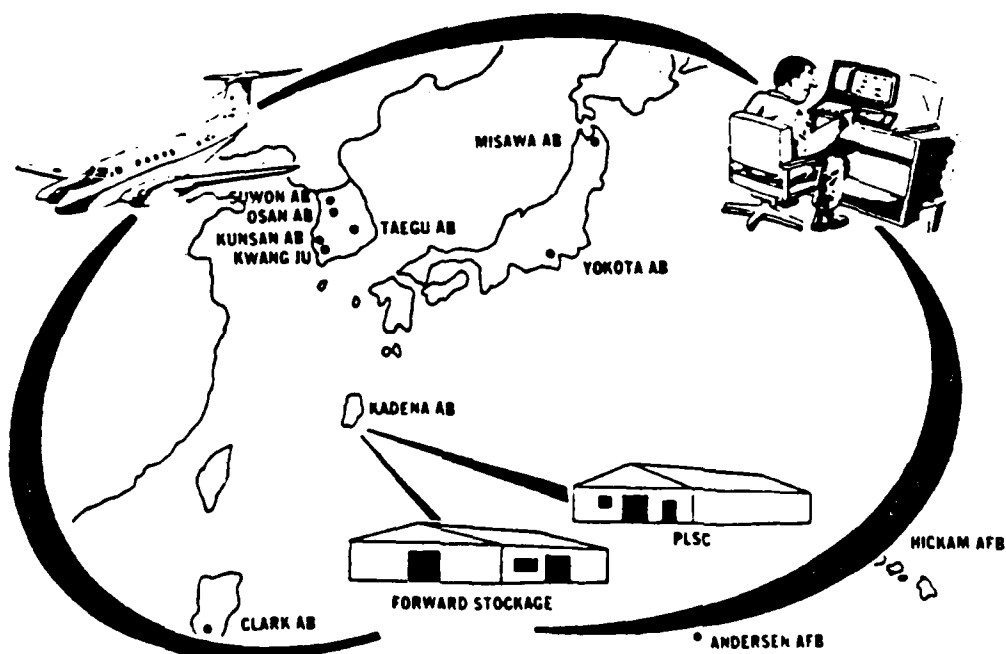 MISAWA AB
SUWON AB
OSAN AB
TAEGU AB
KUNSAN AB
KWANG JU
YOKOTA AB
KADENA AB
PLSC
HICKAM AFB
FORWARD STOCKAGE
CLARK AB
ANDERSEN AFB